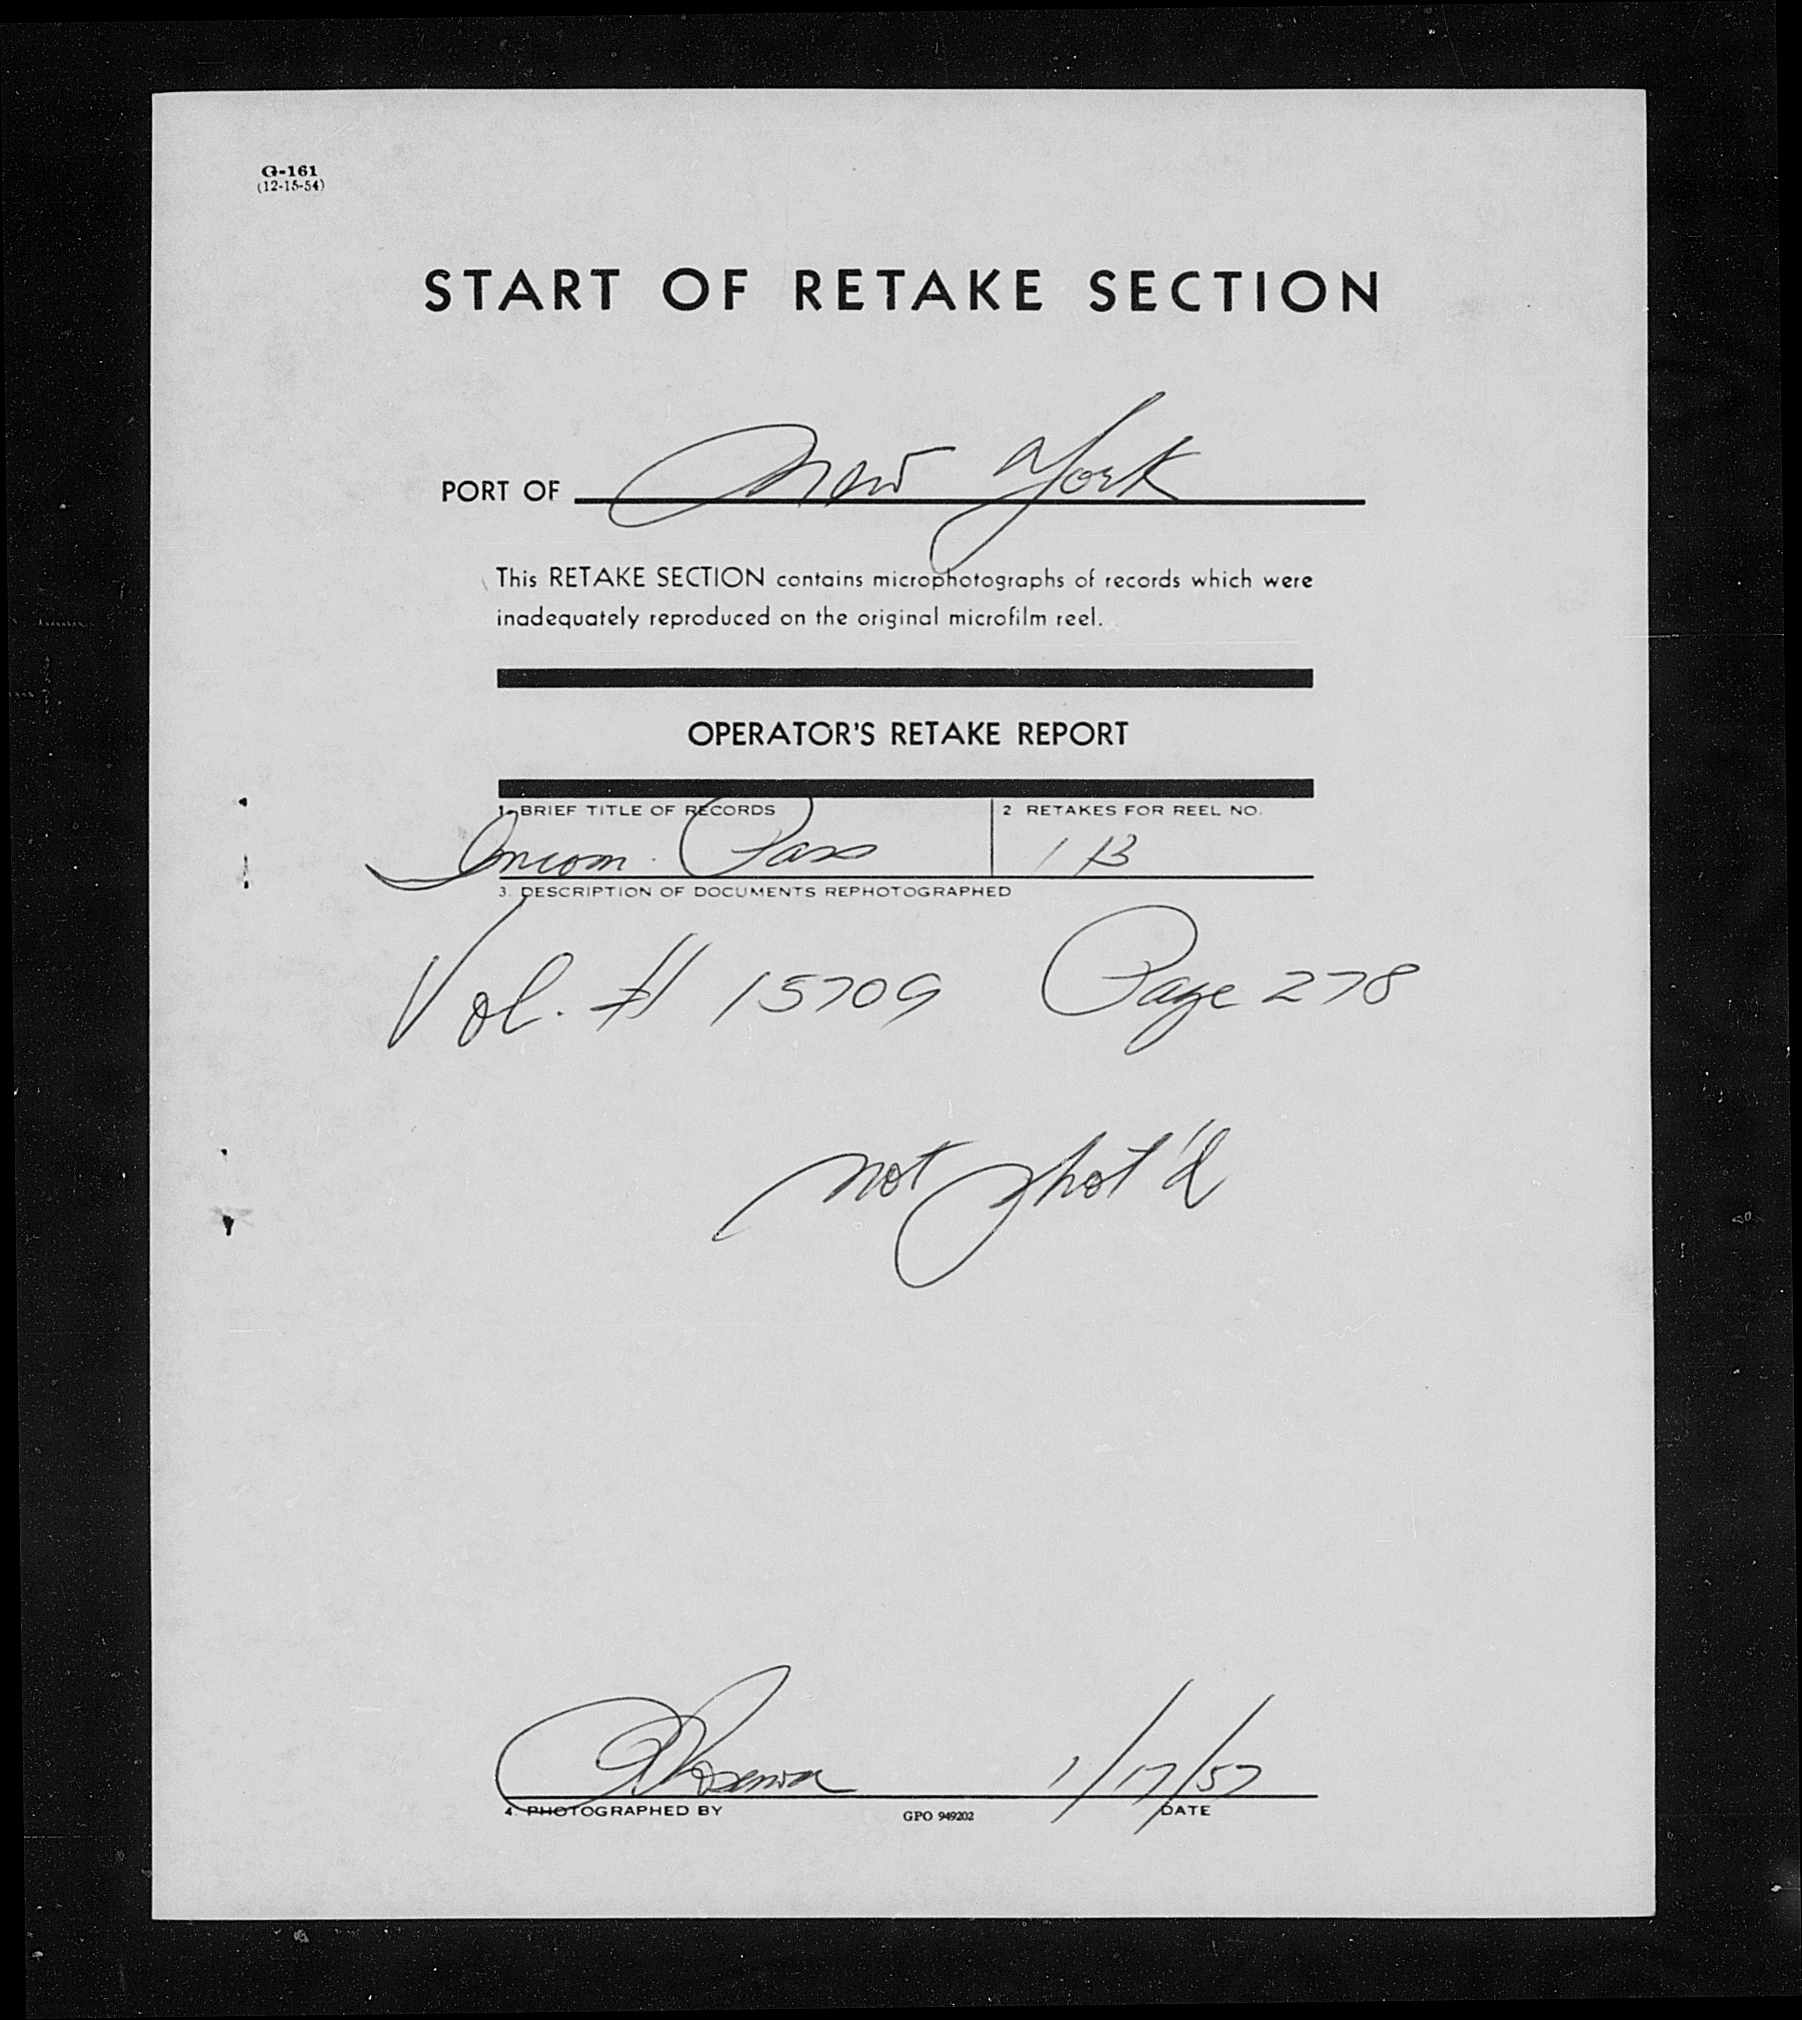 G-161
(12-15-54)
START OF RETAKE SECTION
PORT OF New York
This RETAKE SECTION contains microphotographs of records which were
inadequately reproduced on the original microfilm reel.
OPERATOR'S RETAKE REPORT
1. BRIEF TITLE OF RECORDS 2 RETAKES FOR REEL NO.
Incom. Pass 1 B
3. DESCRIPTION OF DOCUMENTS REPHOTOGRAPHED
Vol. # 15709 Page 278
not phot'd
1/17/57
4. PHOTOGRAPHED BY GPO 949202 DATE